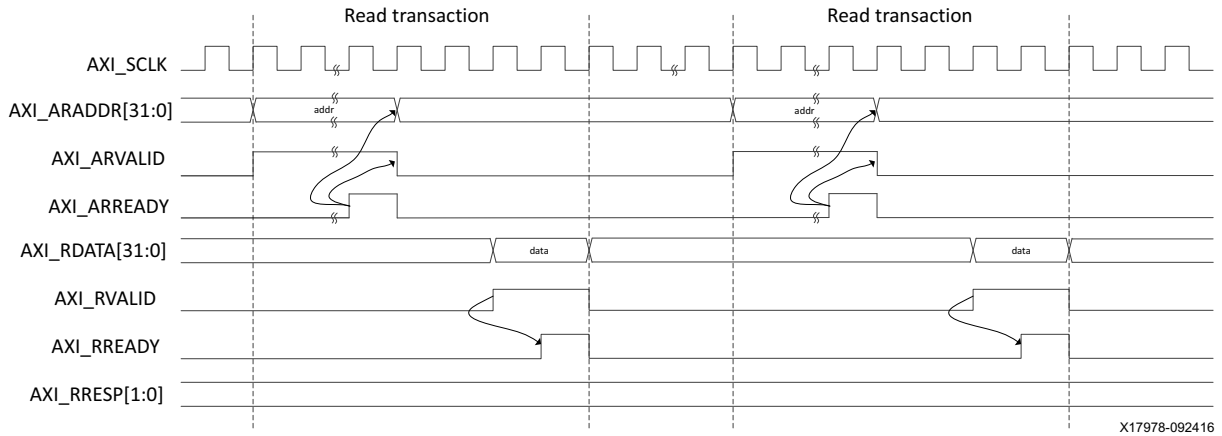 Read transaction Read transaction
AXI_SCLK
AXI_ARADDR[31:0] addr addr
AXI_ARVALID
AXI_ARREADY
AXI_RDATA[31:0] data data
AXI_RVALID
AXI_RREADY
AXI_RRESP[1:0]
X17978-092416